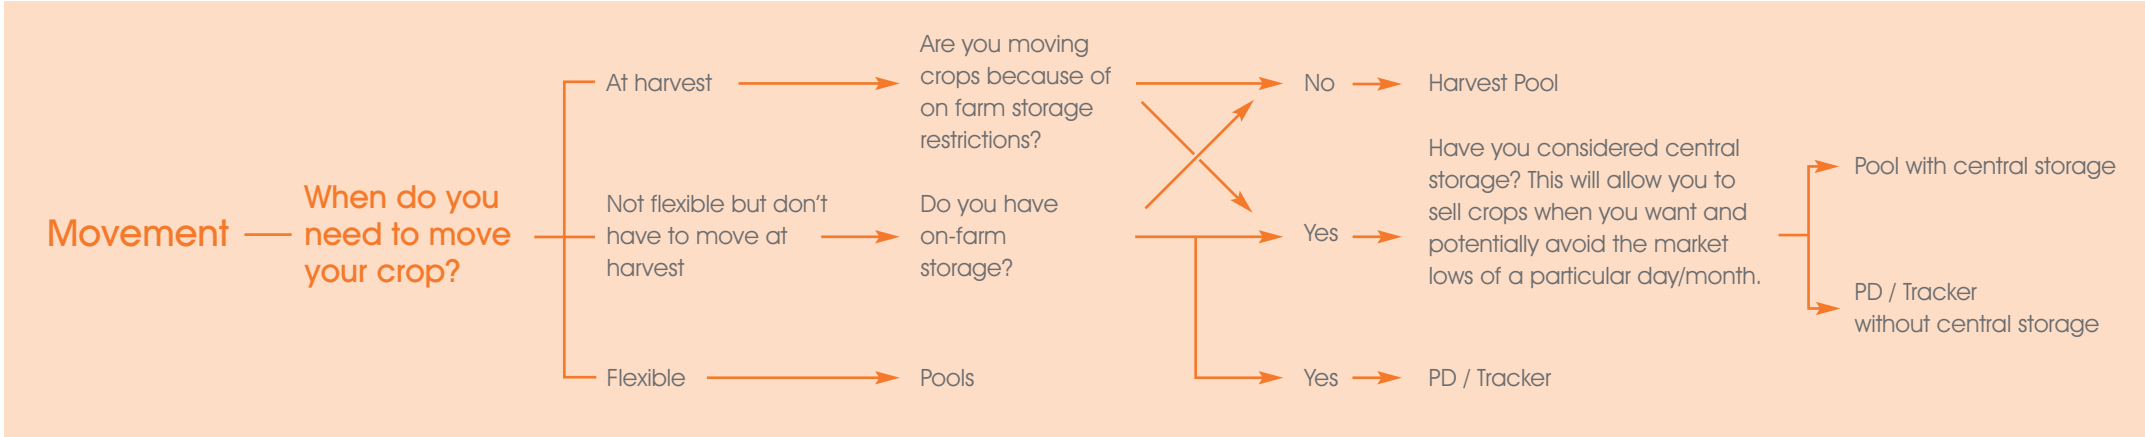 Movement
When do you
need to move
your crop?
At harvest
Are you moving
crops because of
on farm storage
restrictions?
No
Harvest Pool
Not flexible but don't
have to move at
harvest
Do you have
on-farm
storage?
Yes
Have you considered central
storage? This will allow you to
sell crops when you want and
potentially avoid the market
lows of a particular day/month.
Pool with central storage
PD / Tracker
without central storage
Flexible
Pools
Yes
PD / Tracker